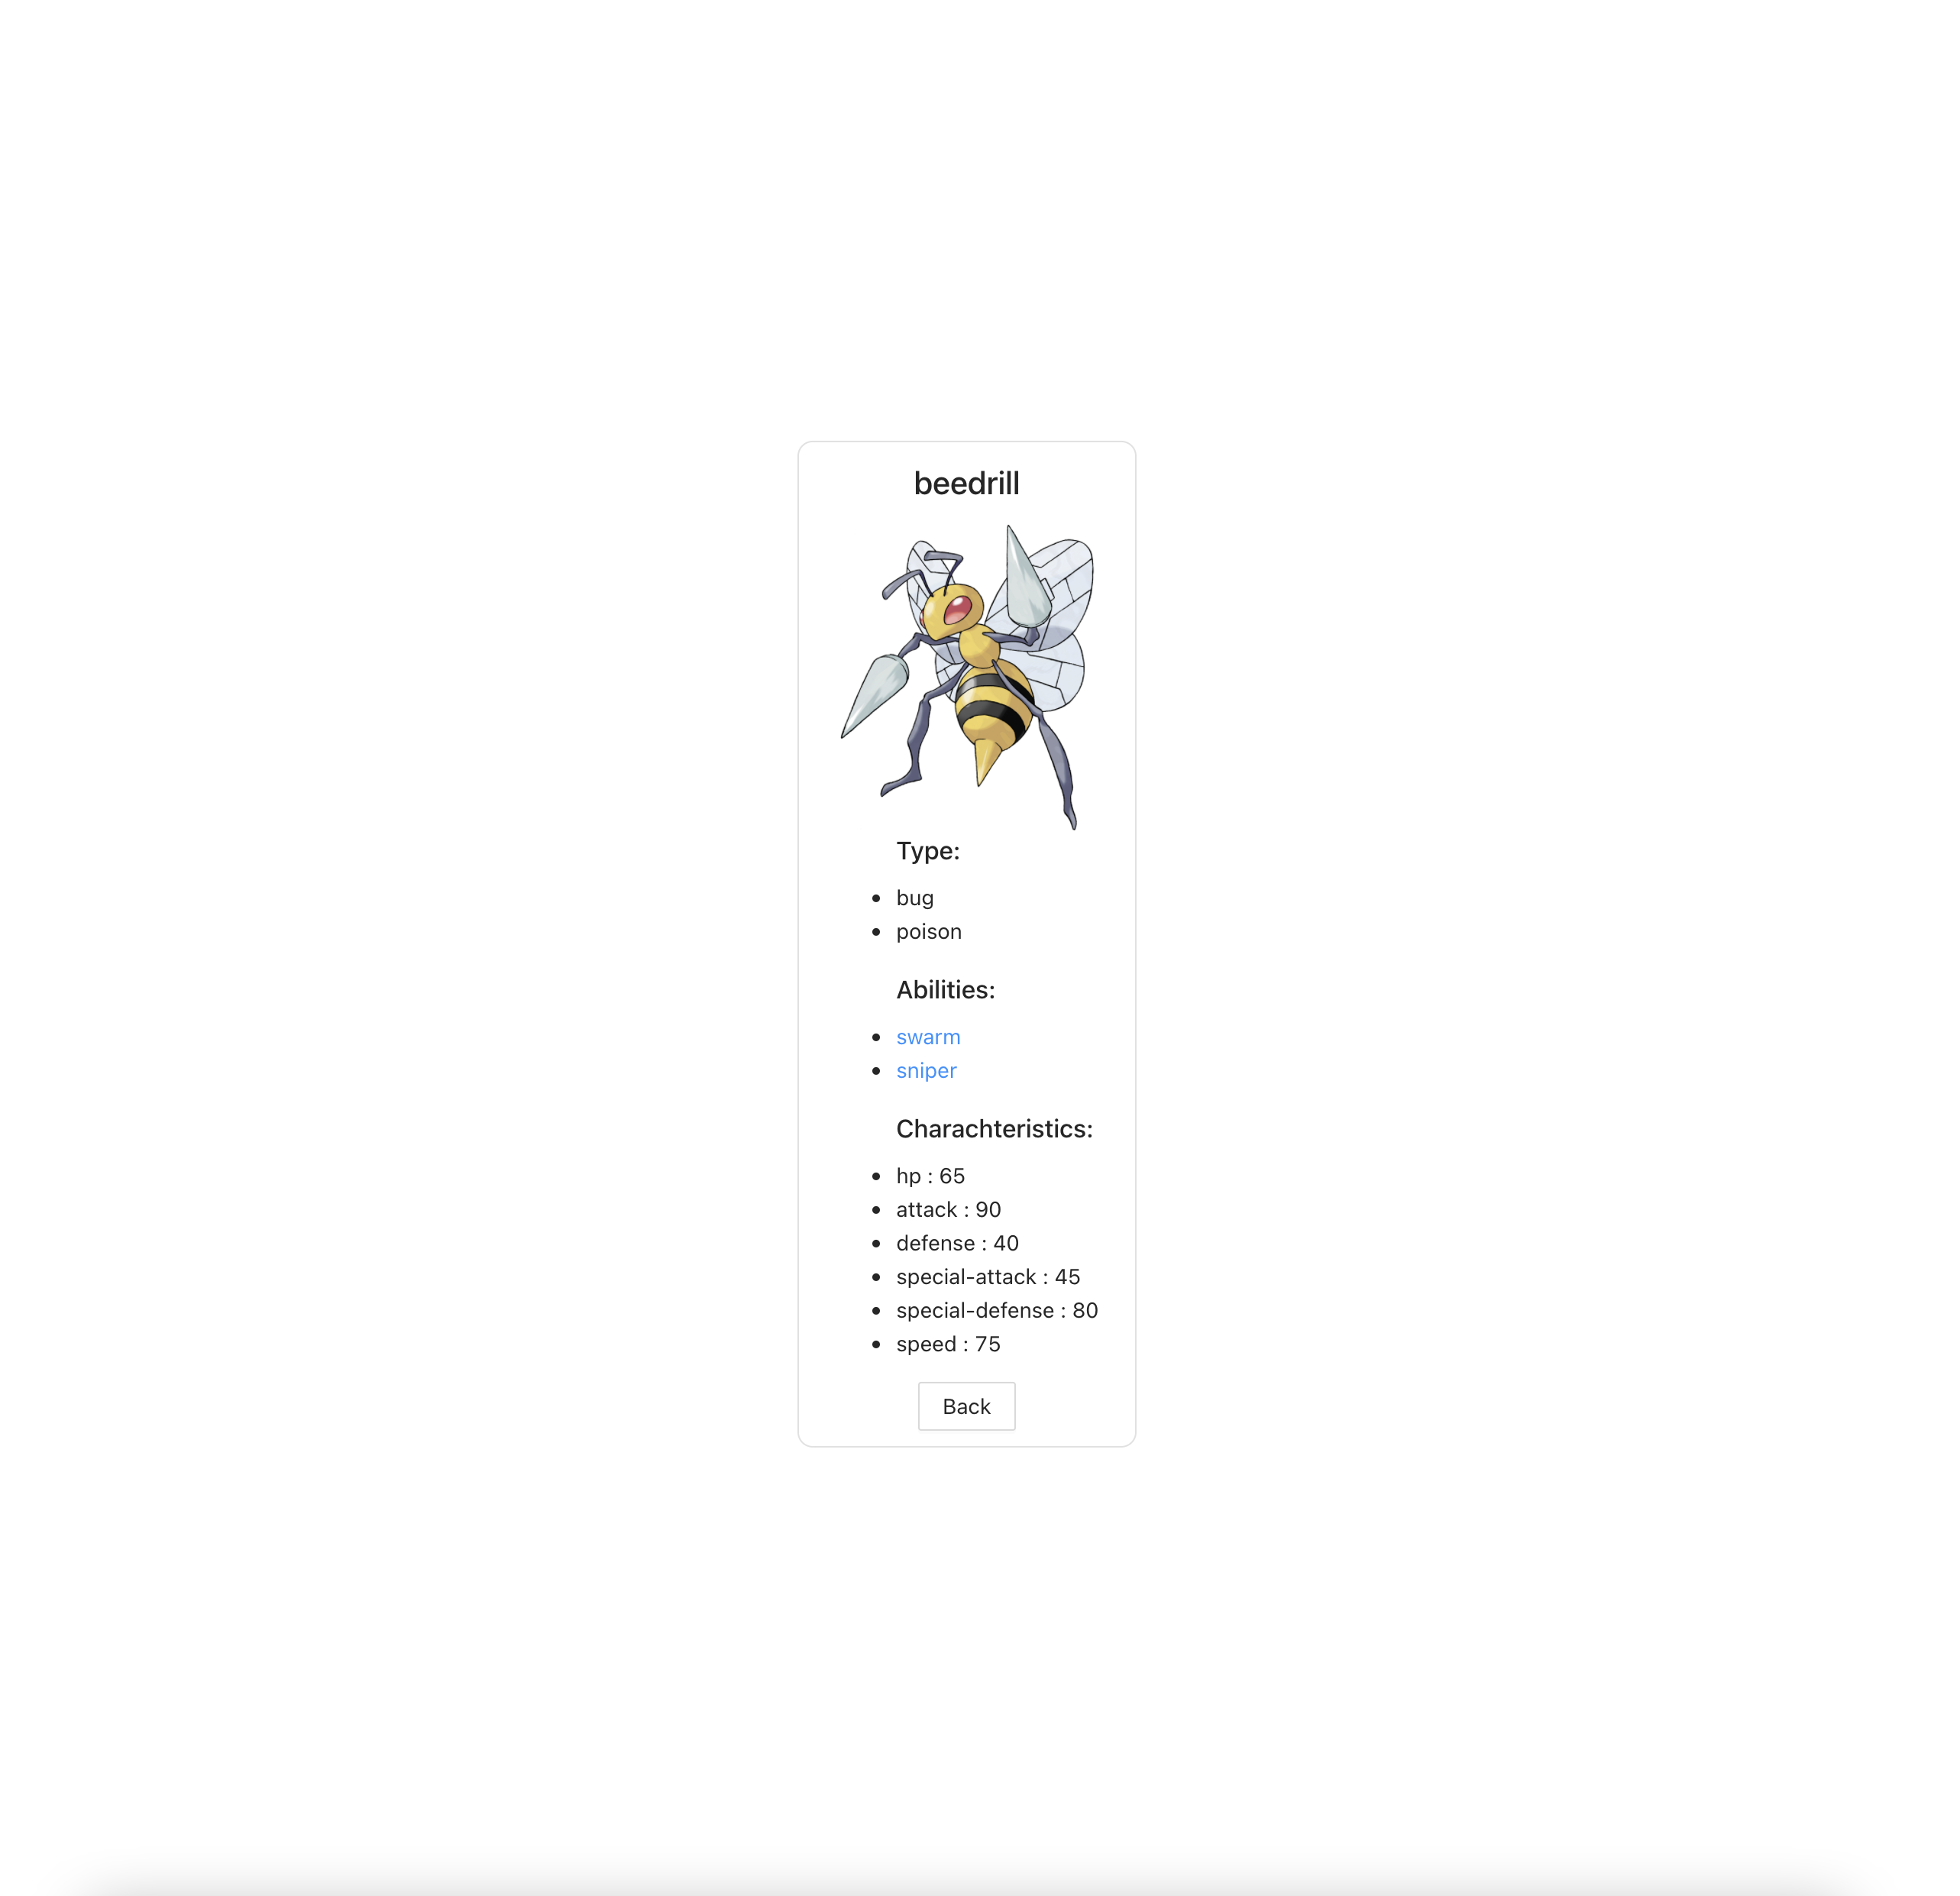 beedrill
Type:
bug
poison
Abilities:
swarm
sniper
Charachteristics:
hp : 65
attack : 90
defense : 40
special-attack : 45
special-defense : 80
speed : 75
Back